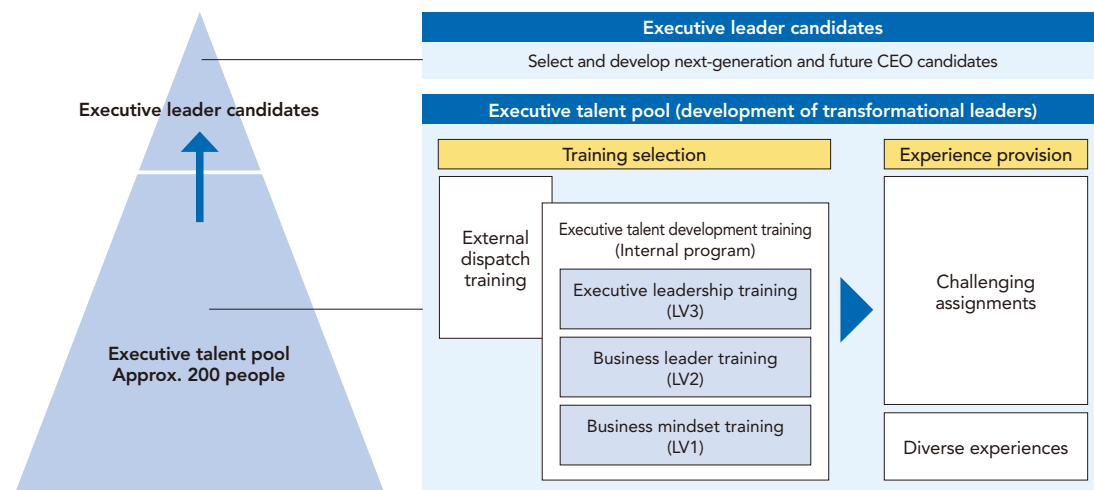 Executive leader candidates
Executive talent pool
Approx. 200 people
Executive leader candidates
Select and develop next-generation and future CEO candidates
Executive talent pool (development of transformational leaders)
Training selection
External
dispatch
training
Executive talent development training
(Internal program)
Executive leadership training
(LV3)
Business leader training
(LV2)
Business mindset training
(LV1)
Experience provision
Challenging
assignments
Diverse experiences